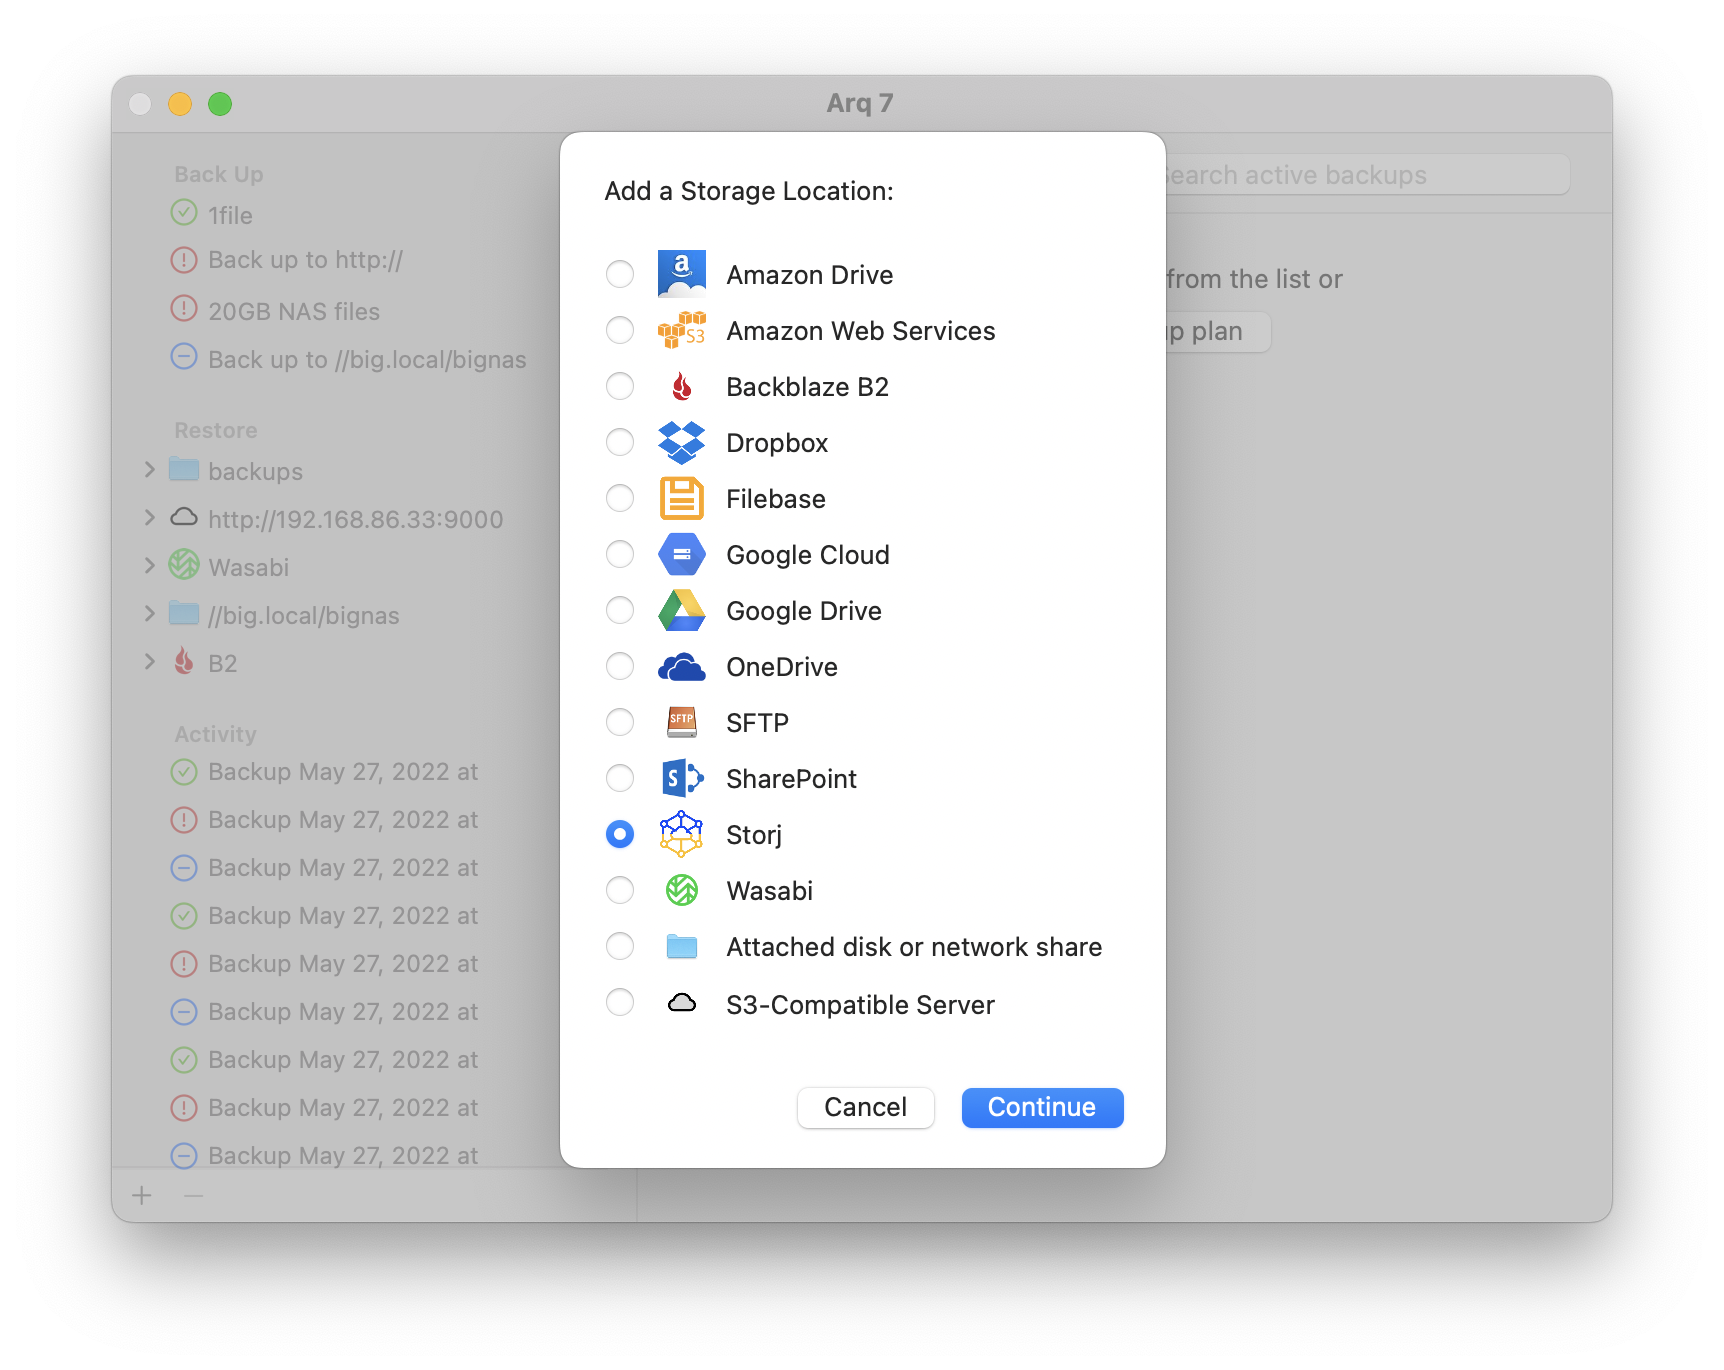 Arq 7
Back Up
1file
Back up to http://
20GB NAS files
Back up to //big.local/bignas
Restore
backups
http://192.168.86.33:9000
Wasabi
//big.local/bignas
B2
Activity
Backup May 27, 2022 at
Backup May 27, 2022 at
Backup May 27, 2022 at
Backup May 27, 2022 at
Backup May 27, 2022 at
Backup May 27, 2022 at
Backup May 27, 2022 at
Backup May 27, 2022 at
Backup May 27, 2022 at
Add a Storage Location:
a
Amazon Drive
S3
Amazon Web Services
Backblaze B2
Dropbox
Filebase
Google Cloud
Google Drive
OneDrive
SFTP
SFTP
S
SharePoint
Storj
Wasabi
Attached disk or network share
S3-Compatible Server
Cancel
Continue
Search active backups
from the list or
up plan